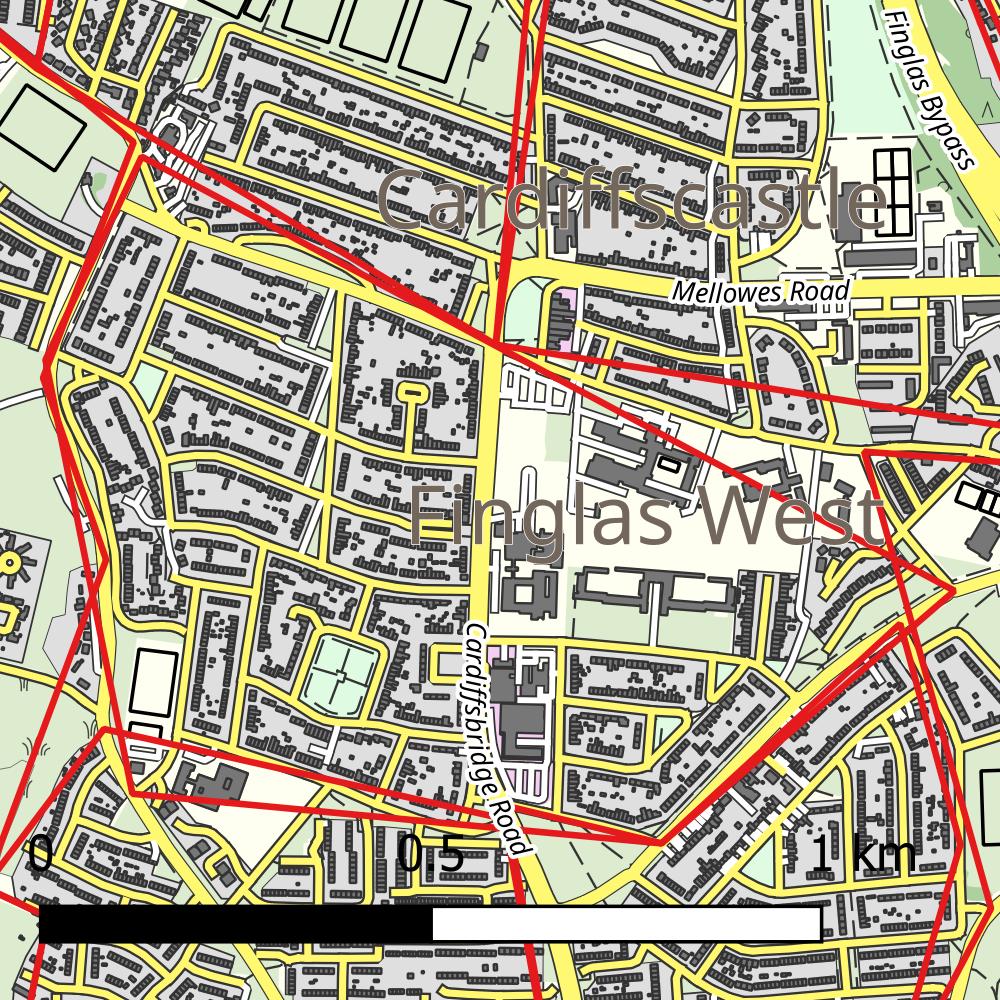 Finglas Bypass
Cardiffscastle
Mellowes Road
Finglas West
Cardiffsbridge Road
0 0.5 1 km